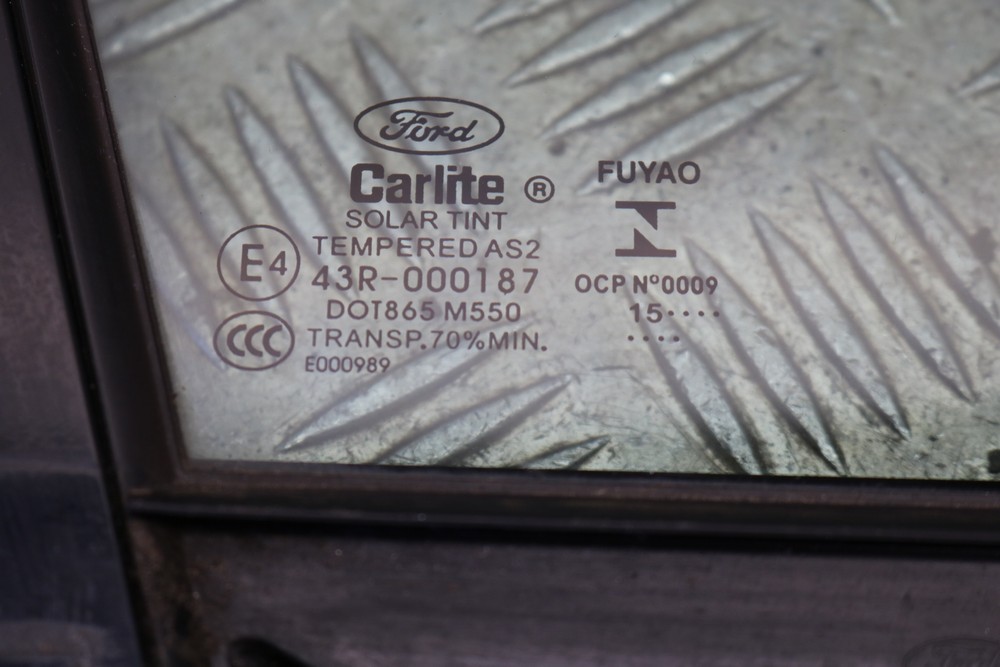 Ford
Carlite ®
SOLAR TINT
TEMPERED AS2
E4
43R-000187
DOT865 M550
CCC
TRANSP.70%MIN.
E000989
FUYAO
OCP Nº0009
15····
····